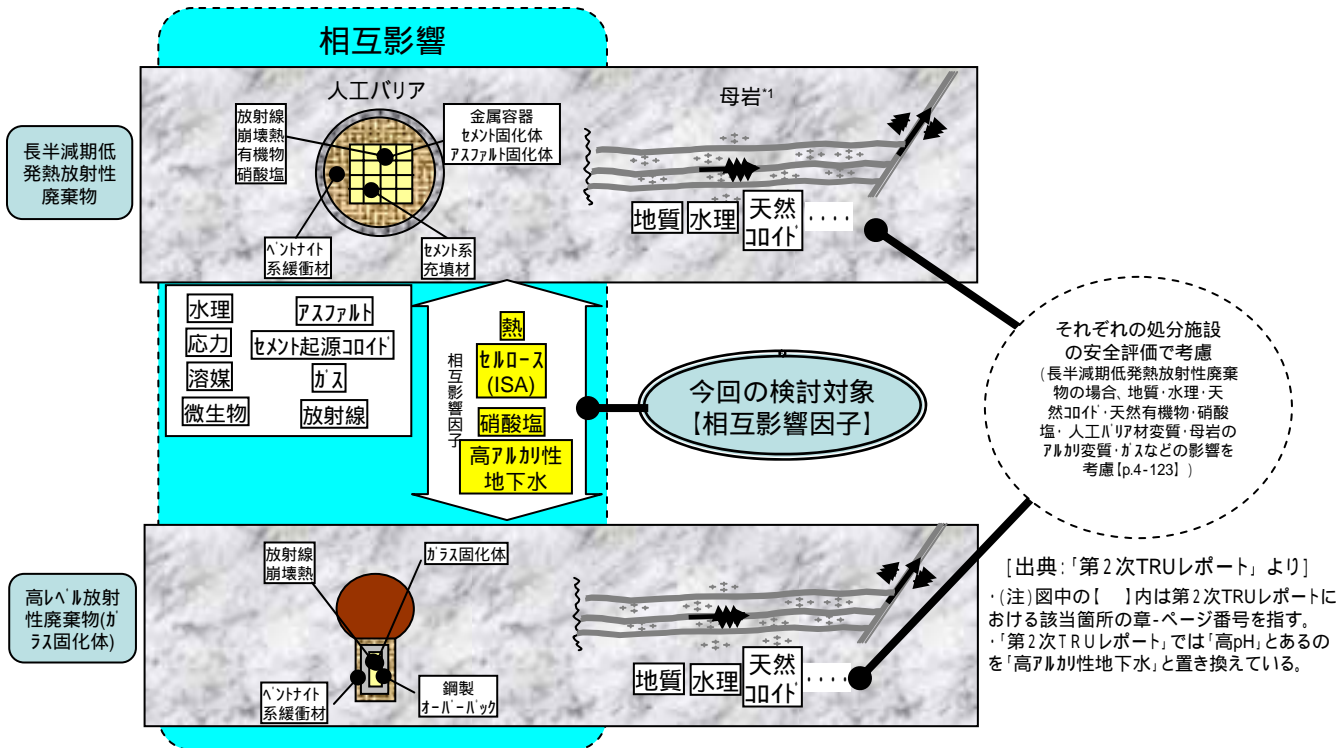 相互影響
人工バリア
放射線
崩壊熱
有機物
硝酸塩
金属容器
セメント固化体
アスファルト固化体
ベントナイト
系緩衝材
セメント系
充填材
母岩*1
地質
水理
天然
コロイド
・・・・
長半減期低
発熱放射性
廃棄物
水理
応力
溶媒
微生物
アスファルト
セメント起源コロイド
ガス
放射線
相互影響因子
熱
セルロース
(ISA)
硝酸塩
高アルカリ性
地下水
今回の検討対象
【相互影響因子】
それぞれの処分施設
の安全評価で考慮
(長半減期低発熱放射性廃棄
物の場合、地質・水理・天
然コロイド・天然有機物・硝酸
塩・人工バリア材変質・母岩の
アルカリ変質・ガスなどの影響を
考慮【p.4-123】)
高レベル放射
性廃棄物(ガ
ラス固化体)
放射線
崩壊熱
ガラス固化体
ベントナイト
系緩衝材
鋼製
オーバーパック
地質
水理
天然
コロイド
・・・・
[出典:「第2次TRUレポート」より]
・(注)図中の【 】内は第2次TRUレポートに
おける該当箇所の章-ページ番号を指す。
・「第2次TRUレポート」では「高pH」とあるの
を「高アルカリ性地下水」と置き換えている。